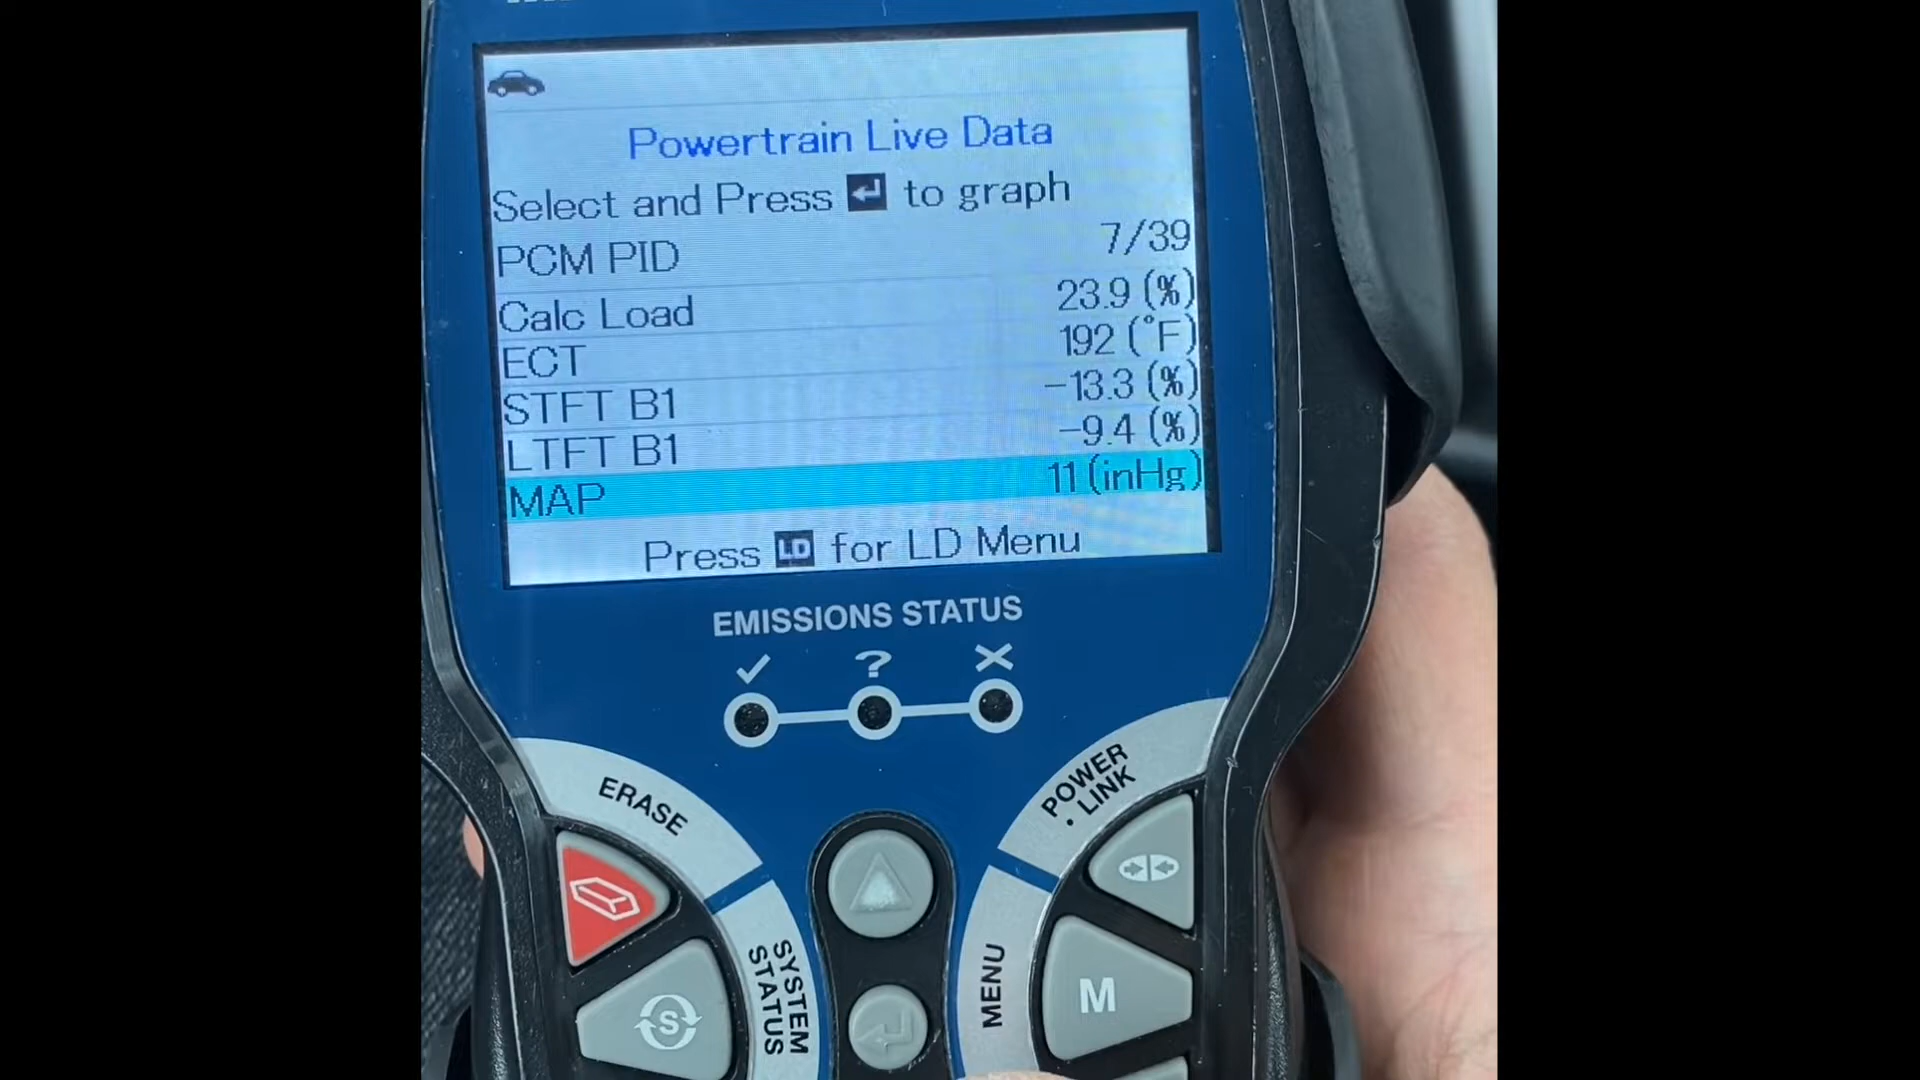 Powertrain Live Data
Select and Press to graph
PCM PID 7/39
Calc Load 23.9 (%)
ECT 192 (°F)
STFT B1 -13.3 (%)
LTFT B1 -9.4 (%)
MAP 11 (inHg)
Press LD for LD Menu
EMISSIONS STATUS
✓ ? ✕
ERASE
POWER
LINK
SYSTEM
STATUS
S
MENU
M